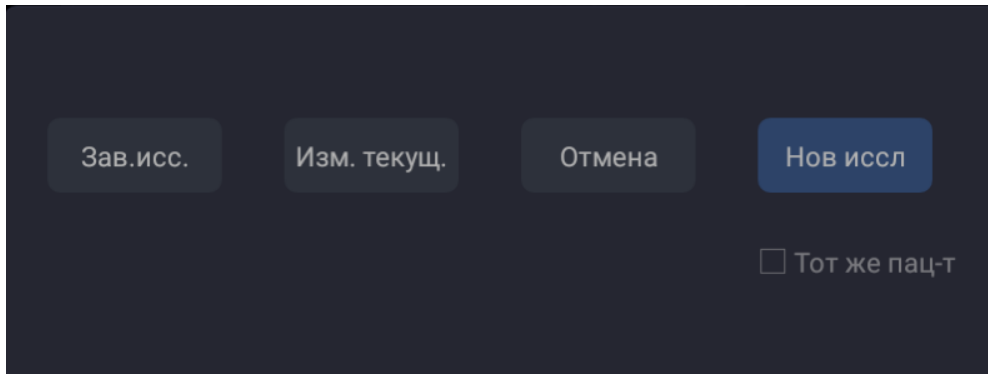 Зав.исс. Изм. текущ. Отмена Нов иссл
Тот же пац-т